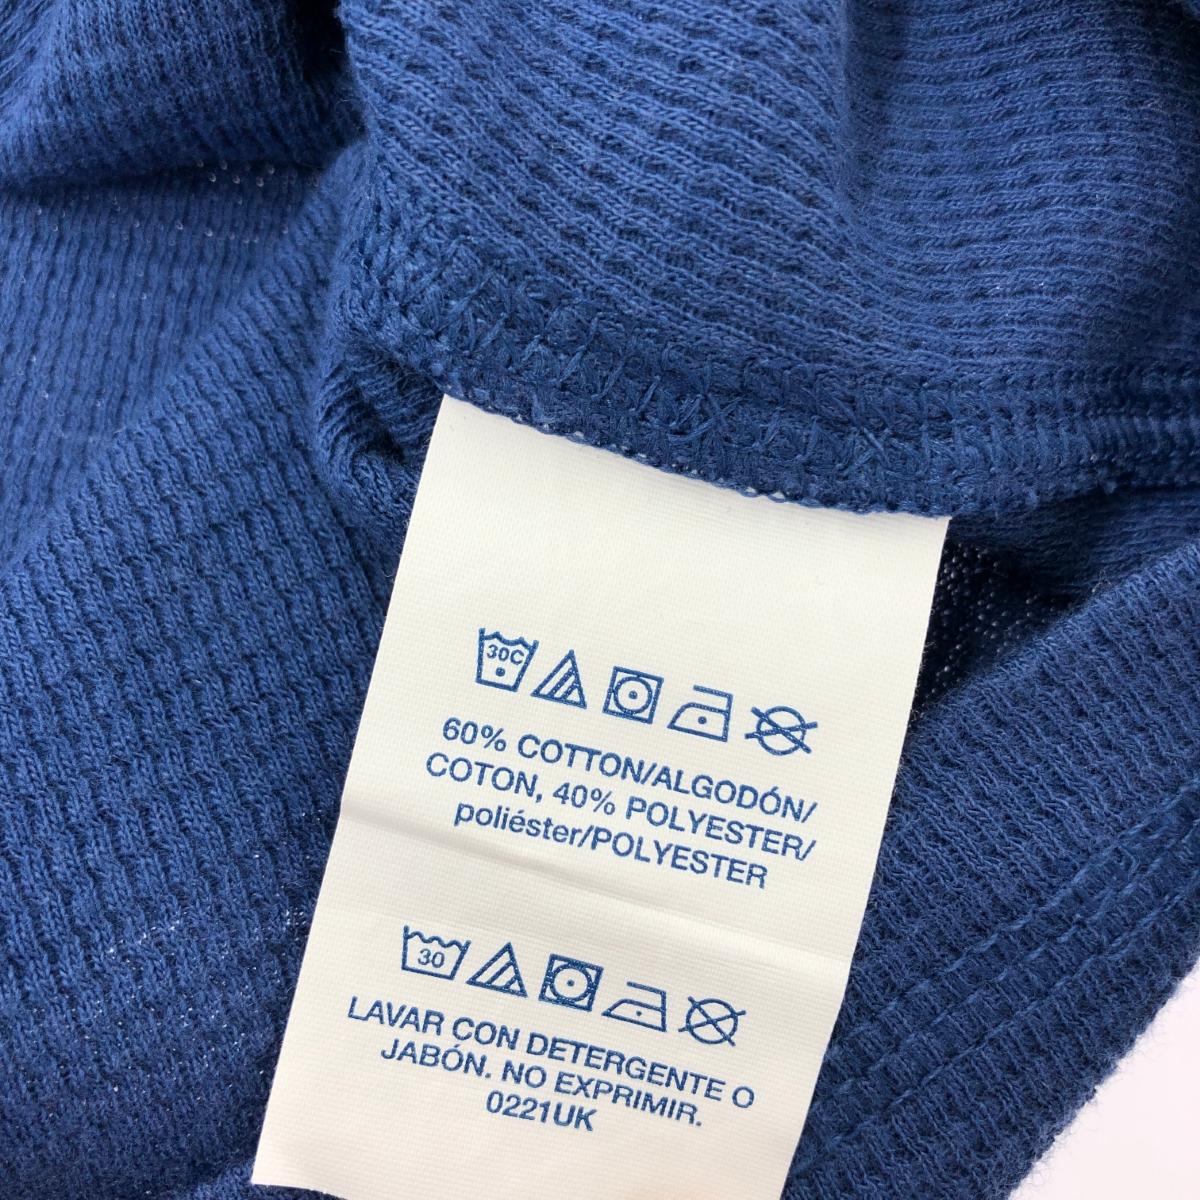 30C
60% COTTON/ALGODÓN/
COTON, 40% POLYESTER/
poliéster/POLYESTER
30
LAVAR CON DETERGENTE O
JABÓN. NO EXPRIMIR.
0221UK